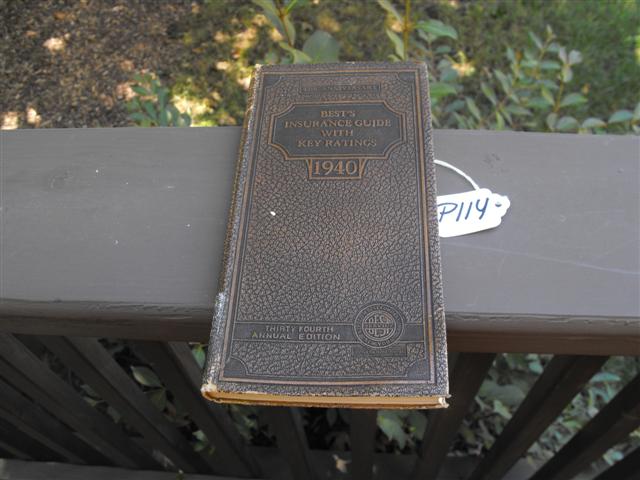 BEST'S
INSURANCE GUIDE
WITH
KEY RATINGS
1940
P114
THIRTY FOURTH
ANNUAL EDITION